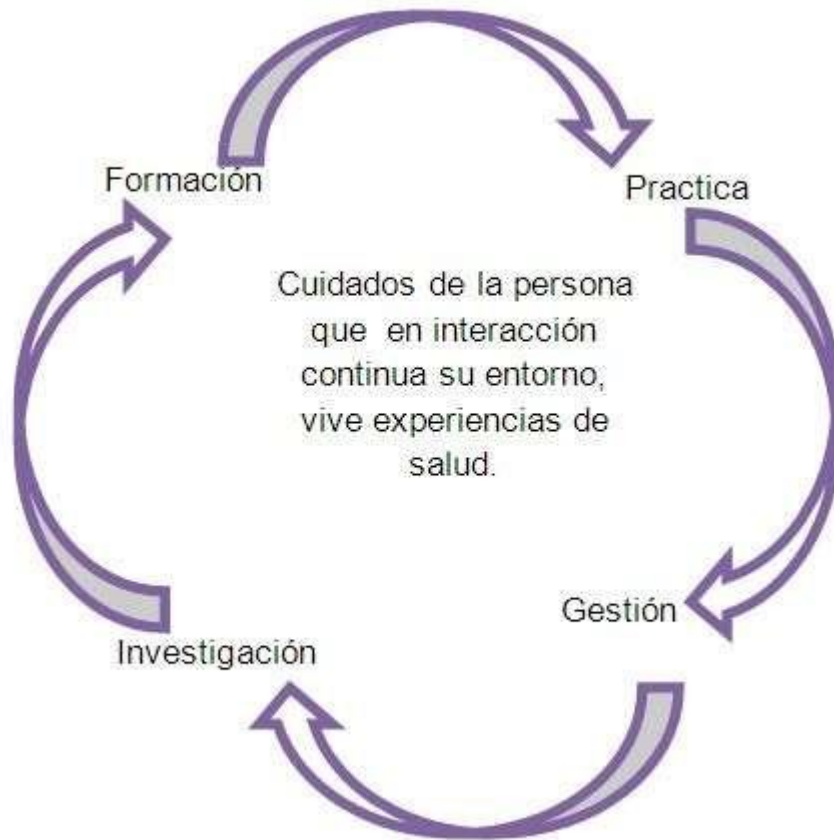 Formación
Practica
Cuidados de la persona
que en interacción
continua su entorno,
vive experiencias de
salud.
Gestión
Investigación